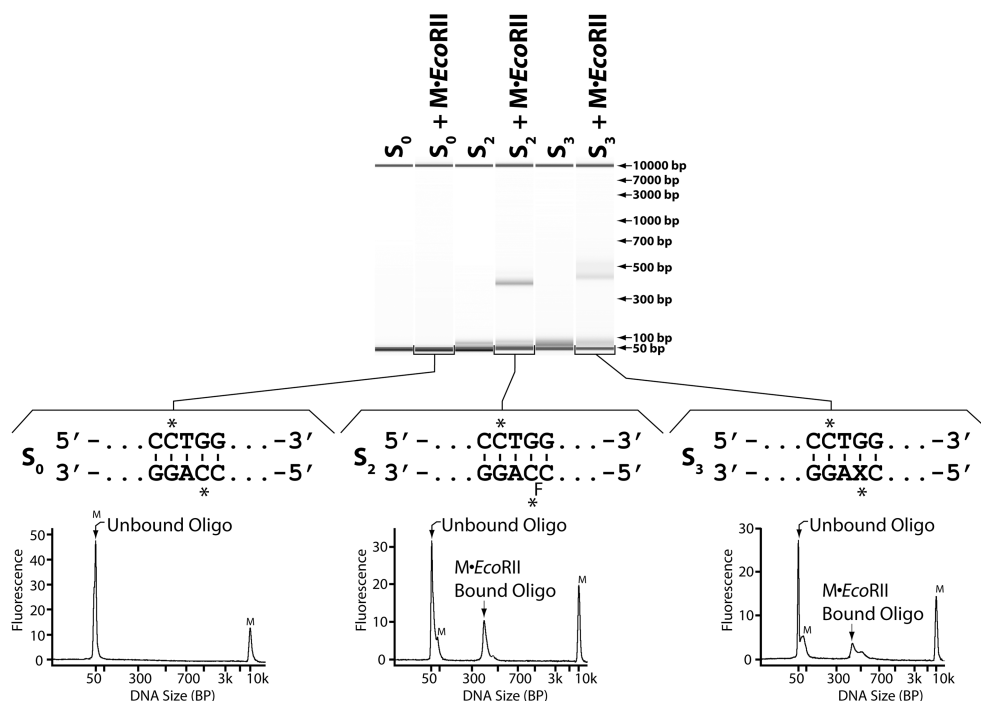 S0
S0 + M•EcoRII
S2
S2 + M•EcoRII
S3
S3 + M•EcoRII
10000 bp
7000 bp
3000 bp
1000 bp
700 bp
500 bp
300 bp
100 bp
50 bp
*
5′ -...CCTGG...-3′
S0
3′ -...GGACC...-5′
*
*
5′ -...CCTGG...-3′
S2
3′ -...GGACC...-5′
F
*
*
5′ -...CCTGG...-3′
S3
3′ -...GGAXC...-5′
*
M
Unbound Oligo
M
Fluorescence
50
40
30
20
10
0
50 300 700 3k 10k
DNA Size (BP)
Unbound Oligo
M•EcoRII
Bound Oligo
M
M
Fluorescence
30
20
10
0
50 300 700 3k 10k
DNA Size (BP)
Unbound Oligo
M•EcoRII
Bound Oligo
M
M
Fluorescence
30
20
10
0
50 300 700 3k 10k
DNA Size (BP)